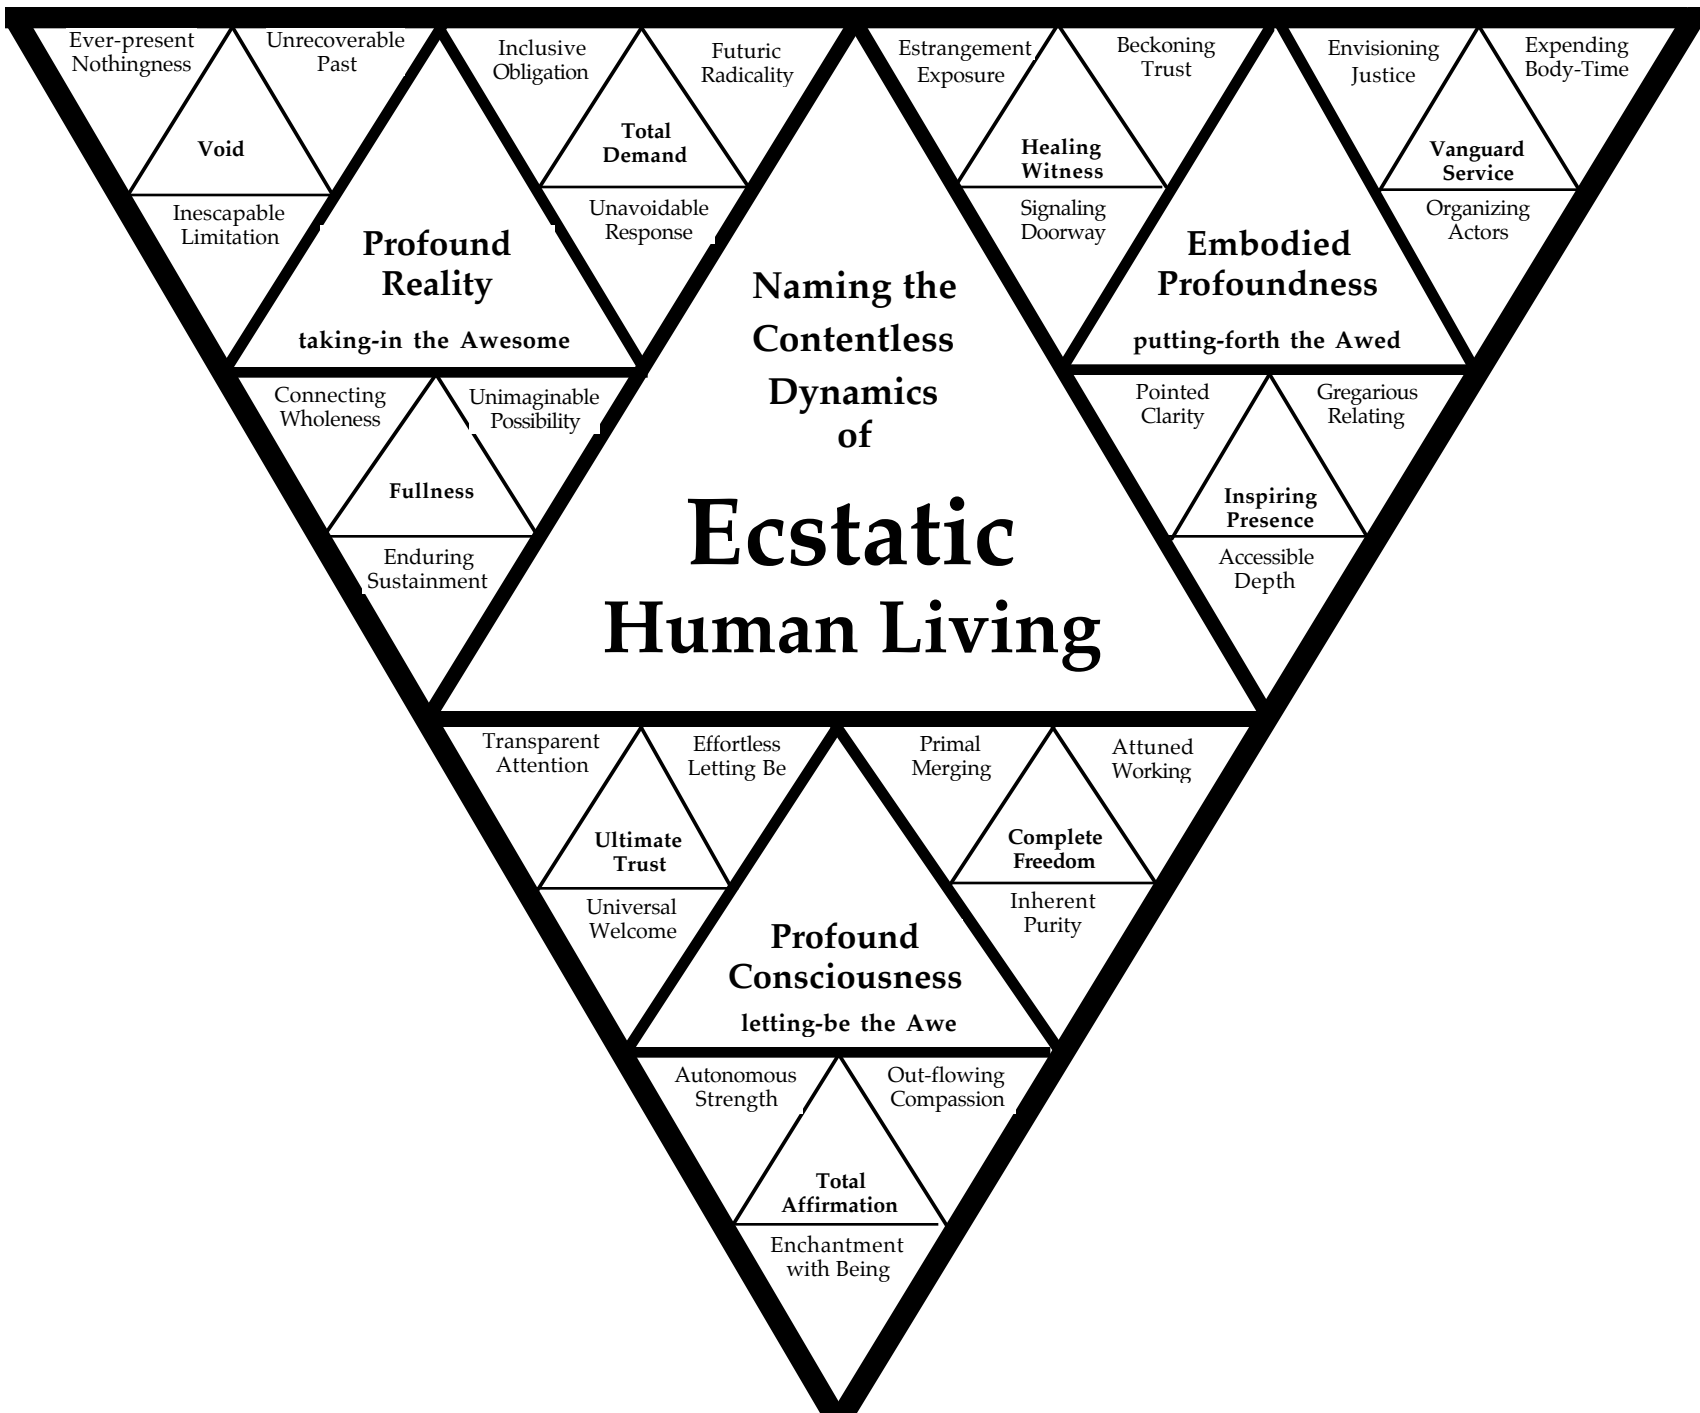 Ever-present
Nothingness
Unrecoverable
Past
Void
Inescapable
Limitation
Inclusive
Obligation
Futuric
Radicality
Total
Demand
Unavoidable
Response
Profound
Reality
taking-in the Awesome
Connecting
Wholeness
Unimaginable
Possibility
Fullness
Enduring
Sustainment
Naming the
Contentless
Dynamics
of
Ecstatic
Human Living
Estrangement
Exposure
Beckoning
Trust
Healing
Witness
Signaling
Doorway
Envisioning
Justice
Expending
Body-Time
Vanguard
Service
Organizing
Actors
Embodied
Profoundness
putting-forth the Awed
Pointed
Clarity
Gregarious
Relating
Inspiring
Presence
Accessible
Depth
Transparent
Attention
Effortless
Letting Be
Ultimate
Trust
Universal
Welcome
Primal
Merging
Attuned
Working
Complete
Freedom
Inherent
Purity
Profound
Consciousness
letting-be the Awe
Autonomous
Strength
Out-flowing
Compassion
Total
Affirmation
Enchantment
with Being